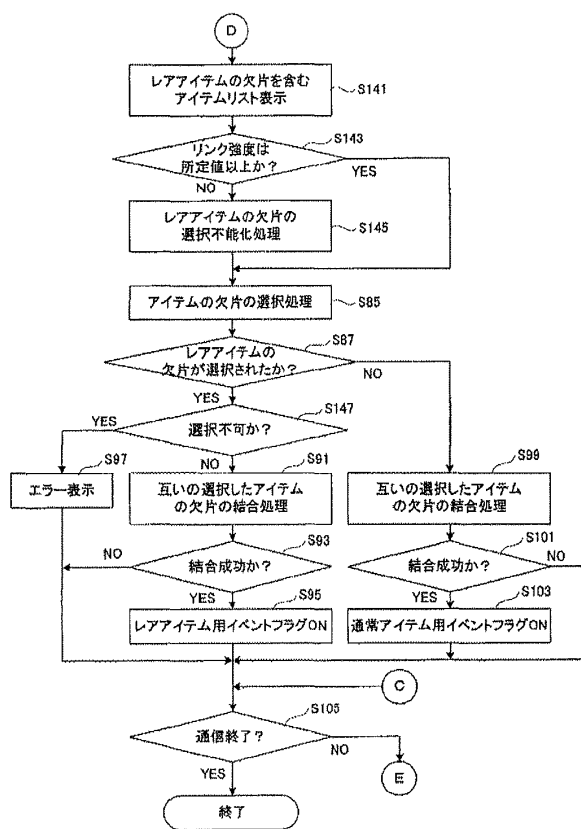 D
レアアイテムの欠片を含む
アイテムリスト表示
S141
リンク強度は
所定値以上か?
S143
YES
NO
レアアイテムの欠片の
選択不能化処理
S145
アイテムの欠片の選択処理
S85
レアアイテムの
欠片が選択されたか?
S87
NO
YES
選択不可か?
S147
YES
NO
エラー表示
S97
互いの選択したアイテム
の欠片の結合処理
S91
互いの選択したアイテム
の欠片の結合処理
S99
結合成功か?
S93
NO
YES
結合成功か?
S101
NO
YES
レアアイテム用イベントフラグON
S95
通常アイテム用イベントフラグON
S103
C
通信終了?
S105
NO
YES
E
終了